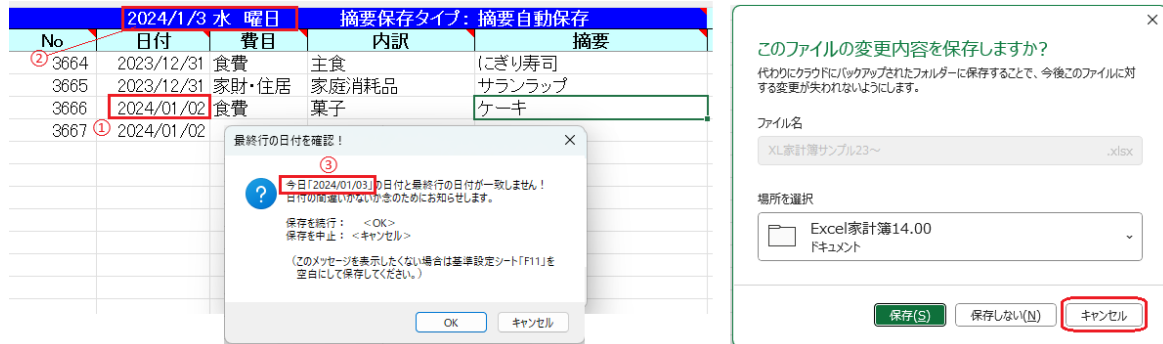 2024/1/3 水 曜日 摘要保存タイプ: 摘要自動保存
No 日付 費目 内訳 摘要
② 3664 2023/12/31 食費 主食 にぎり寿司
3665 2023/12/31 家財・住居 家庭消耗品 サランラップ
3666 2024/01/02 食費 菓子 ケーキ
3667 ① 2024/01/02
最終行の日付を確認！
③
今日「2024/01/03」の日付と最終行の日付が一致しません！
日付の間違いがないか念のためにお知らせします。
保存を続行： <OK>
保存を中止： <キャンセル>
（このメッセージを表示したくない場合は基準設定シート「F11」を
空白にして保存してください。）
OK キャンセル
このファイルの変更内容を保存しますか?
代わりにクラウドにバックアップされたフォルダーに保存することで、今後このファイルに対
する変更が失われないようにします。
ファイル名
XL家計簿サンプル23～ .xlsx
場所を選択
Excel家計簿14.00
ドキュメント
保存(S) 保存しない(N) キャンセル